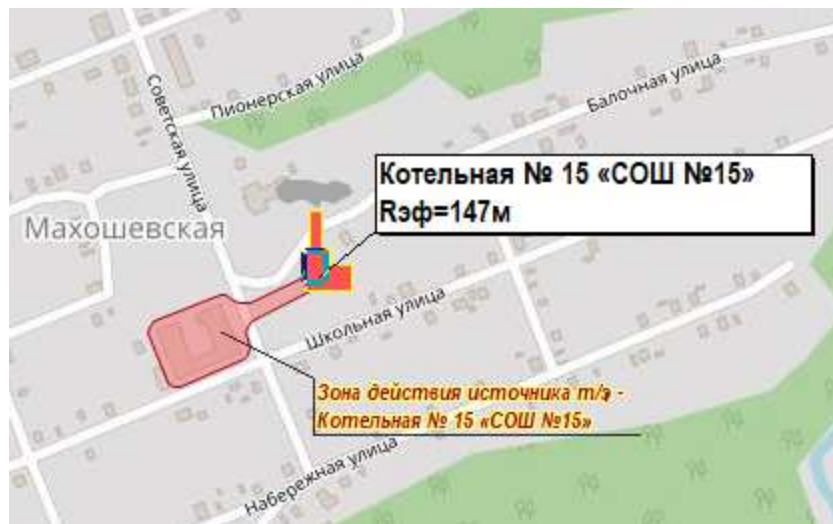 Пионерская улица
Балочная улица
Советская улица
Котельная № 15 «СОШ №15»
Rэф=147м
Махошевская
Школьная улица
Зона действия источника т/э -
Котельная № 15 «СОШ №15»
Набережная улица